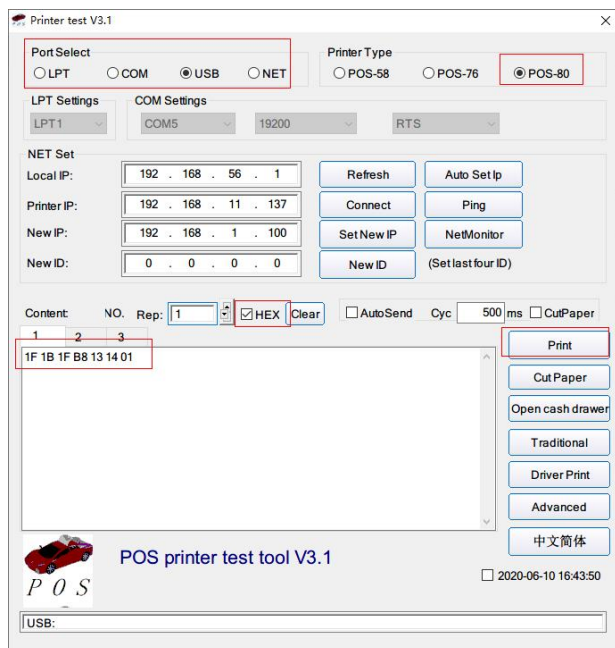 Printer test V3.1
Port Select
LPT COM USB NET
Printer Type
POS-58 POS-76 POS-80
LPT Settings
LPT1
COM Settings
COM5 19200 RTS
NET Set
Local IP: 192 . 168 . 56 . 1 Refresh Auto Set Ip
Printer IP: 192 . 168 . 11 . 137 Connect Ping
New IP: 192 . 168 . 1 . 100 Set New IP NetMonitor
New ID: 0 . 0 . 0 . 0 New ID (Set last four ID)
Content: NO. Rep: 1 HEX Clear AutoSend Cyc 500 ms CutPaper
1 2 3
1F 1B 1F B8 13 14 01
Print
Cut Paper
Open cash drawer
Traditional
Driver Print
Advanced
中文简体
POS
POS printer test tool V3.1
2020-06-10 16:43:50
USB: